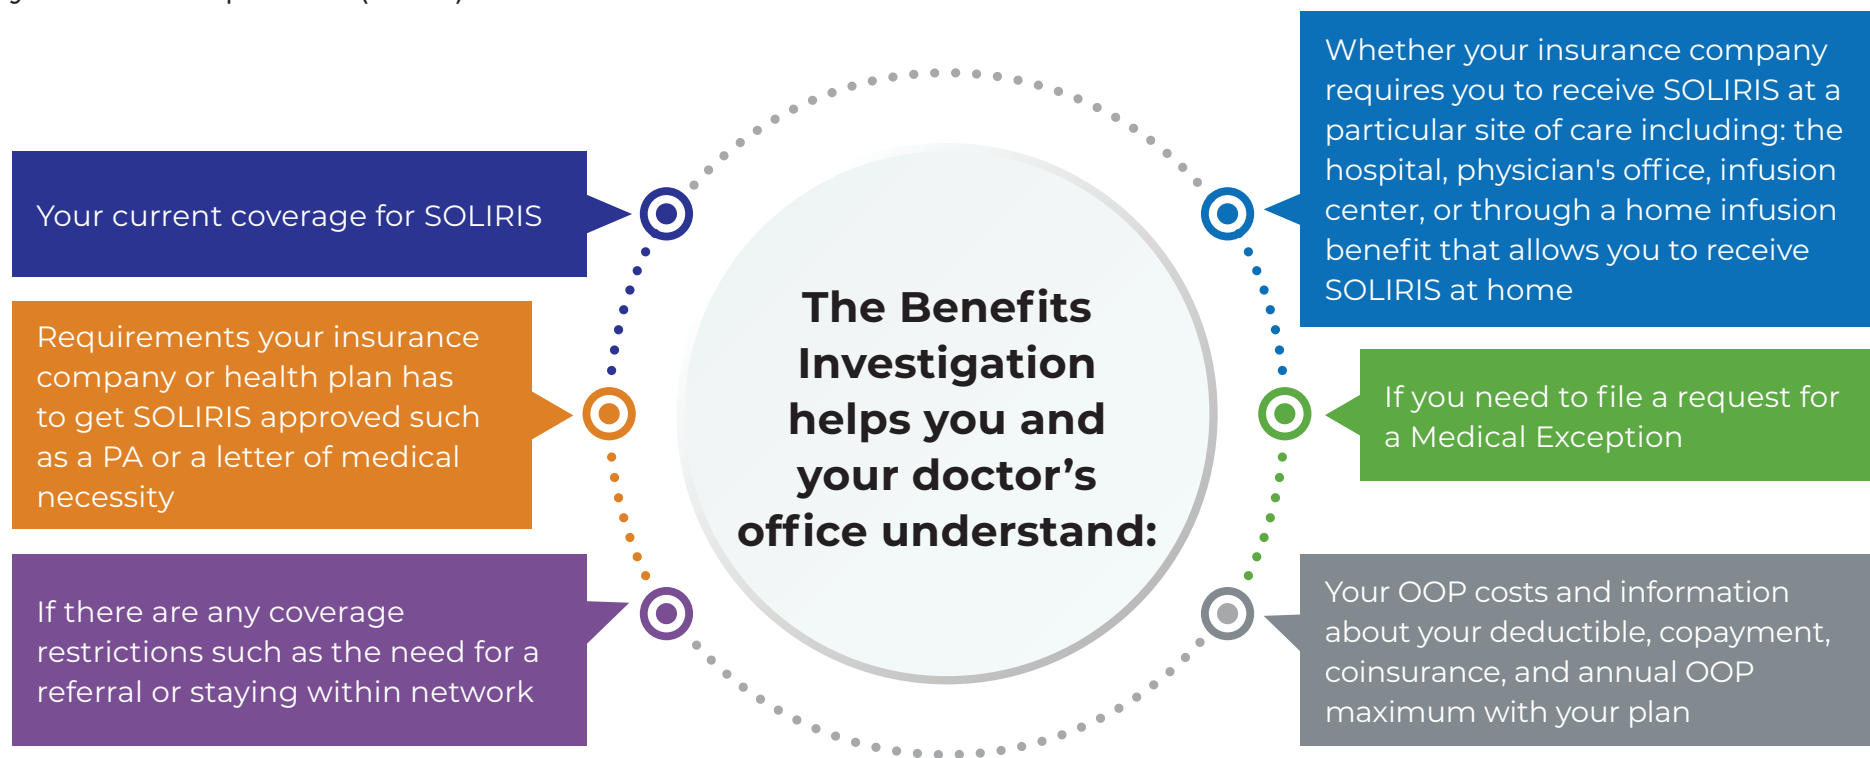 Your current coverage for SOLIRIS
Requirements your insurance
company or health plan has
to get SOLIRIS approved such
as a PA or a letter of medical
necessity
If there are any coverage
restrictions such as the need for a
referral or staying within network
The Benefits
Investigation
helps you and
your doctor’s
office understand:
Whether your insurance company
requires you to receive SOLIRIS at a
particular site of care including: the
hospital, physician's office, infusion
center, or through a home infusion
benefit that allows you to receive
SOLIRIS at home
If you need to file a request for
a Medical Exception
Your OOP costs and information
about your deductible, copayment,
coinsurance, and annual OOP
maximum with your plan